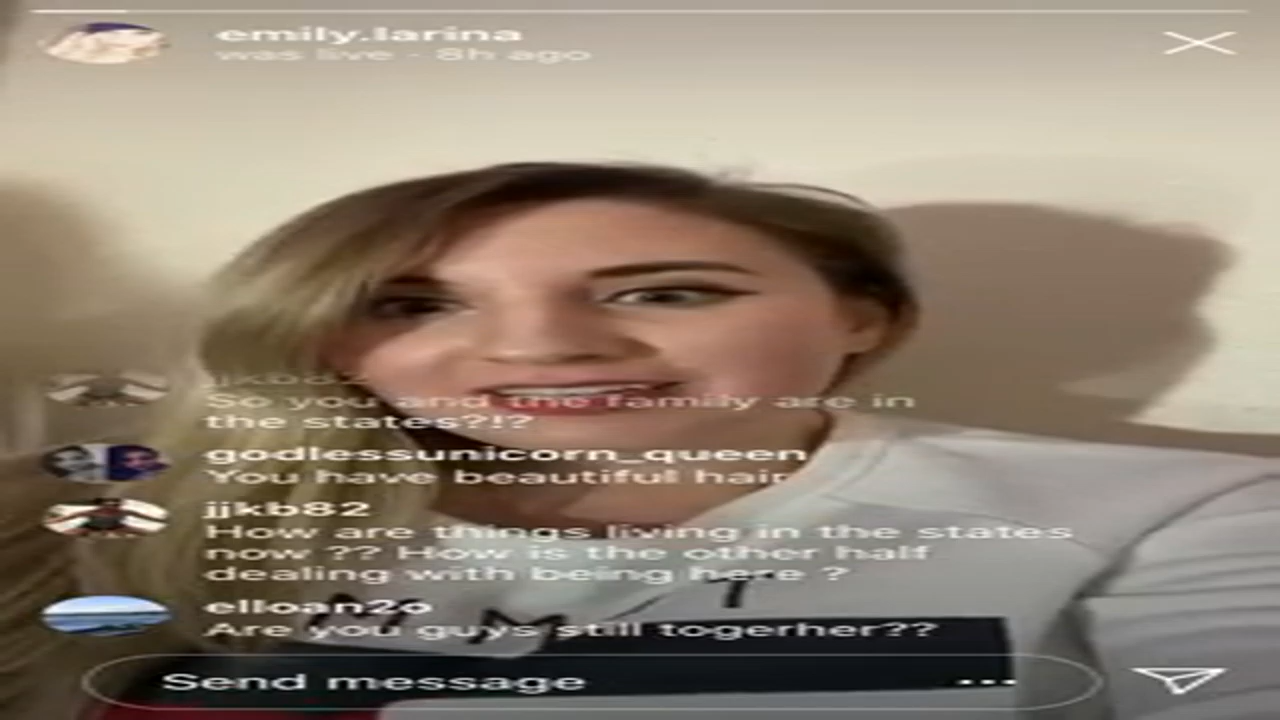 emily.larina
was live · 8h ago
jjkb82
So you and the family are in
the states?!?
godlessunicorn_queen
You have beautiful hair
jjkb82
How are things living in the states
now ?? How is the other half
dealing with being here ?
elloan2o
Are you guys still togerher??
Send message